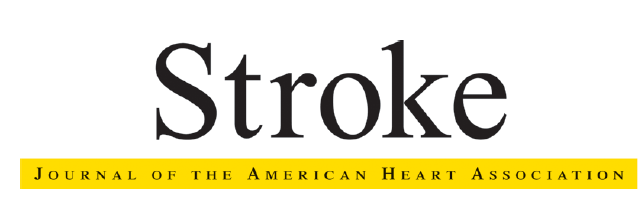 Stroke
JOURNAL OF THE AMERICAN HEART ASSOCIATION